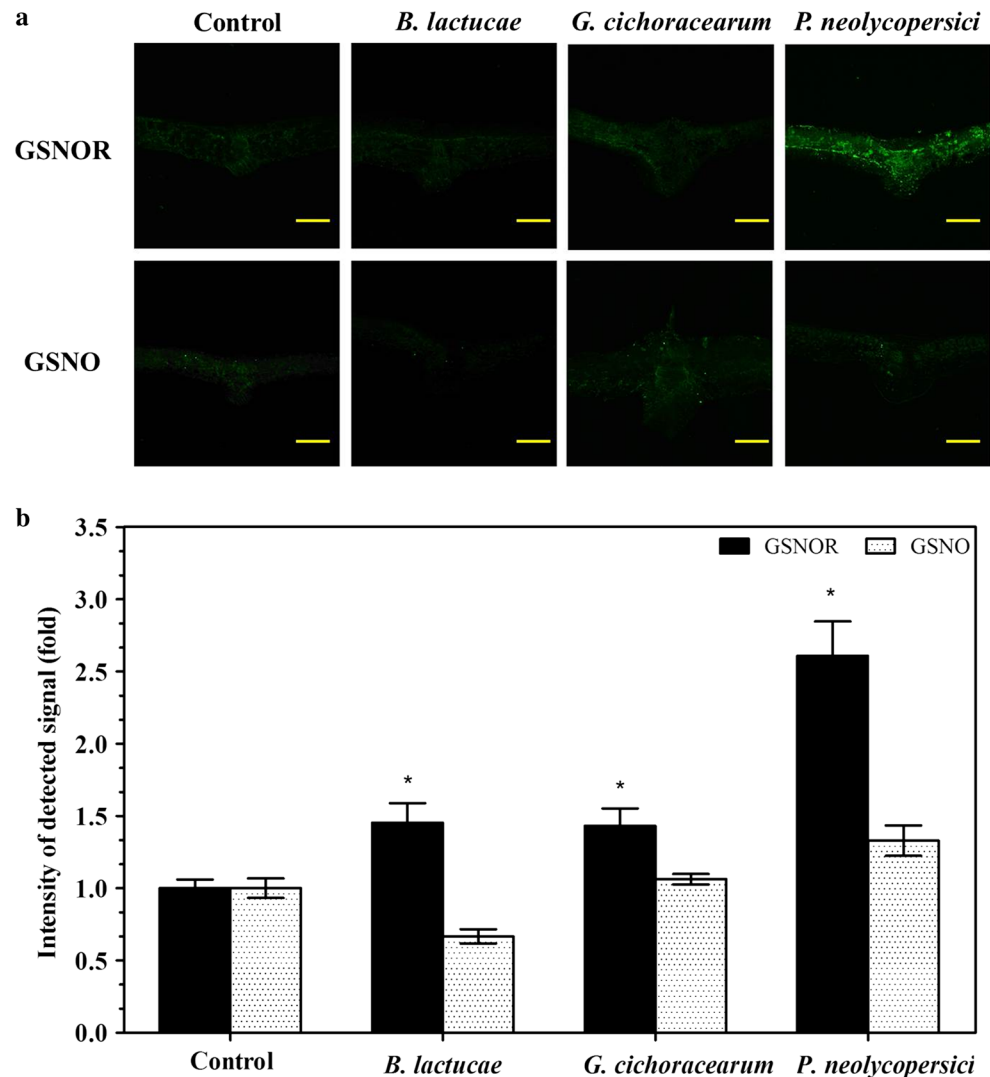 a
Control B. lactucae G. cichoracearum P. neolycopersici
GSNOR
GSNO
b
Intensity of detected signal (fold)
3.5
3.0
2.5
2.0
1.5
1.0
0.5
0.0
GSNOR GSNO
*
*
*
Control B. lactucae G. cichoracearum P. neolycopersici